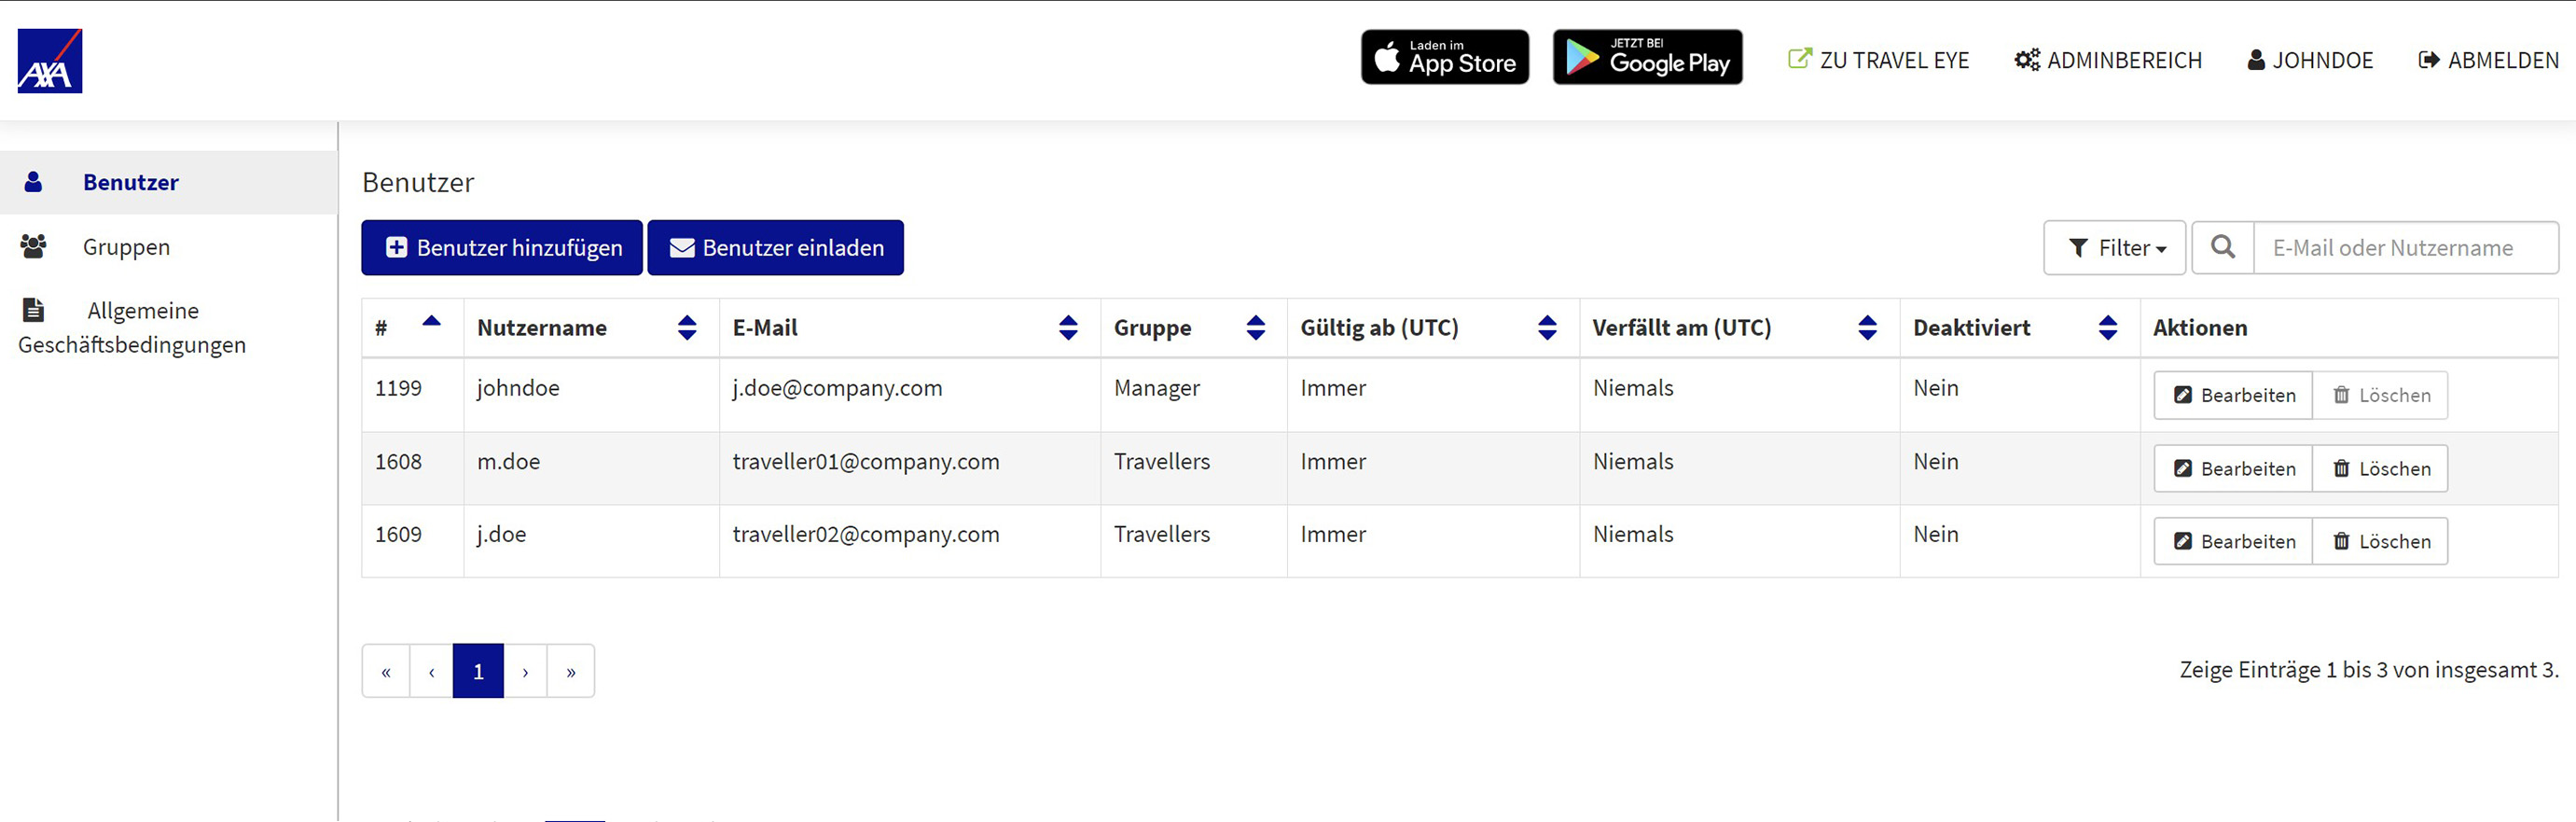 AXA
Laden im
App Store
JETZT BEI
Google Play
ZU TRAVEL EYE
ADMINBEREICH
JOHNDOE
ABMELDEN
Benutzer
Gruppen
Allgemeine
Geschäftsbedingungen
Benutzer
Benutzer hinzufügen
Benutzer einladen
Filter
E-Mail oder Nutzername
# Nutzername E-Mail Gruppe Gültig ab (UTC) Verfällt am (UTC) Deaktiviert Aktionen
1199 johndoe j.doe@company.com Manager Immer Niemals Nein Bearbeiten Löschen
1608 m.doe traveller01@company.com Travellers Immer Niemals Nein Bearbeiten Löschen
1609 j.doe traveller02@company.com Travellers Immer Niemals Nein Bearbeiten Löschen
« ‹ 1 › »
Zeige Einträge 1 bis 3 von insgesamt 3.